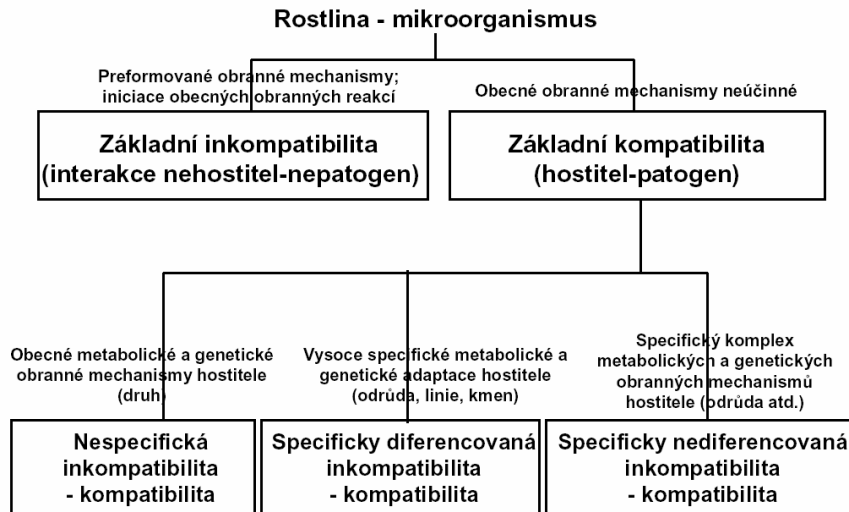 Rostlina - mikroorganismus
Preformované obranné mechanismy;
iniciace obecných obranných reakcí
Obecné obranné mechanismy neúčinné
Základní inkompatibilita
(interakce nehostitel-nepatogen)
Základní kompatibilita
(hostitel-patogen)
Obecné metabolické a genetické
obranné mechanismy hostitele
(druh)
Vysoce specifické metabolické a
genetické adaptace hostitele
(odrůda, linie, kmen)
Specifický komplex
metabolických a genetických
obranných mechanismů
hostitele (odrůda atd.)
Nespecifická
inkompatibilita
- kompatibilita
Specificky diferencovaná
inkompatibilita
- kompatibilita
Specificky nediferencovaná
inkompatibilita
- kompatibilita